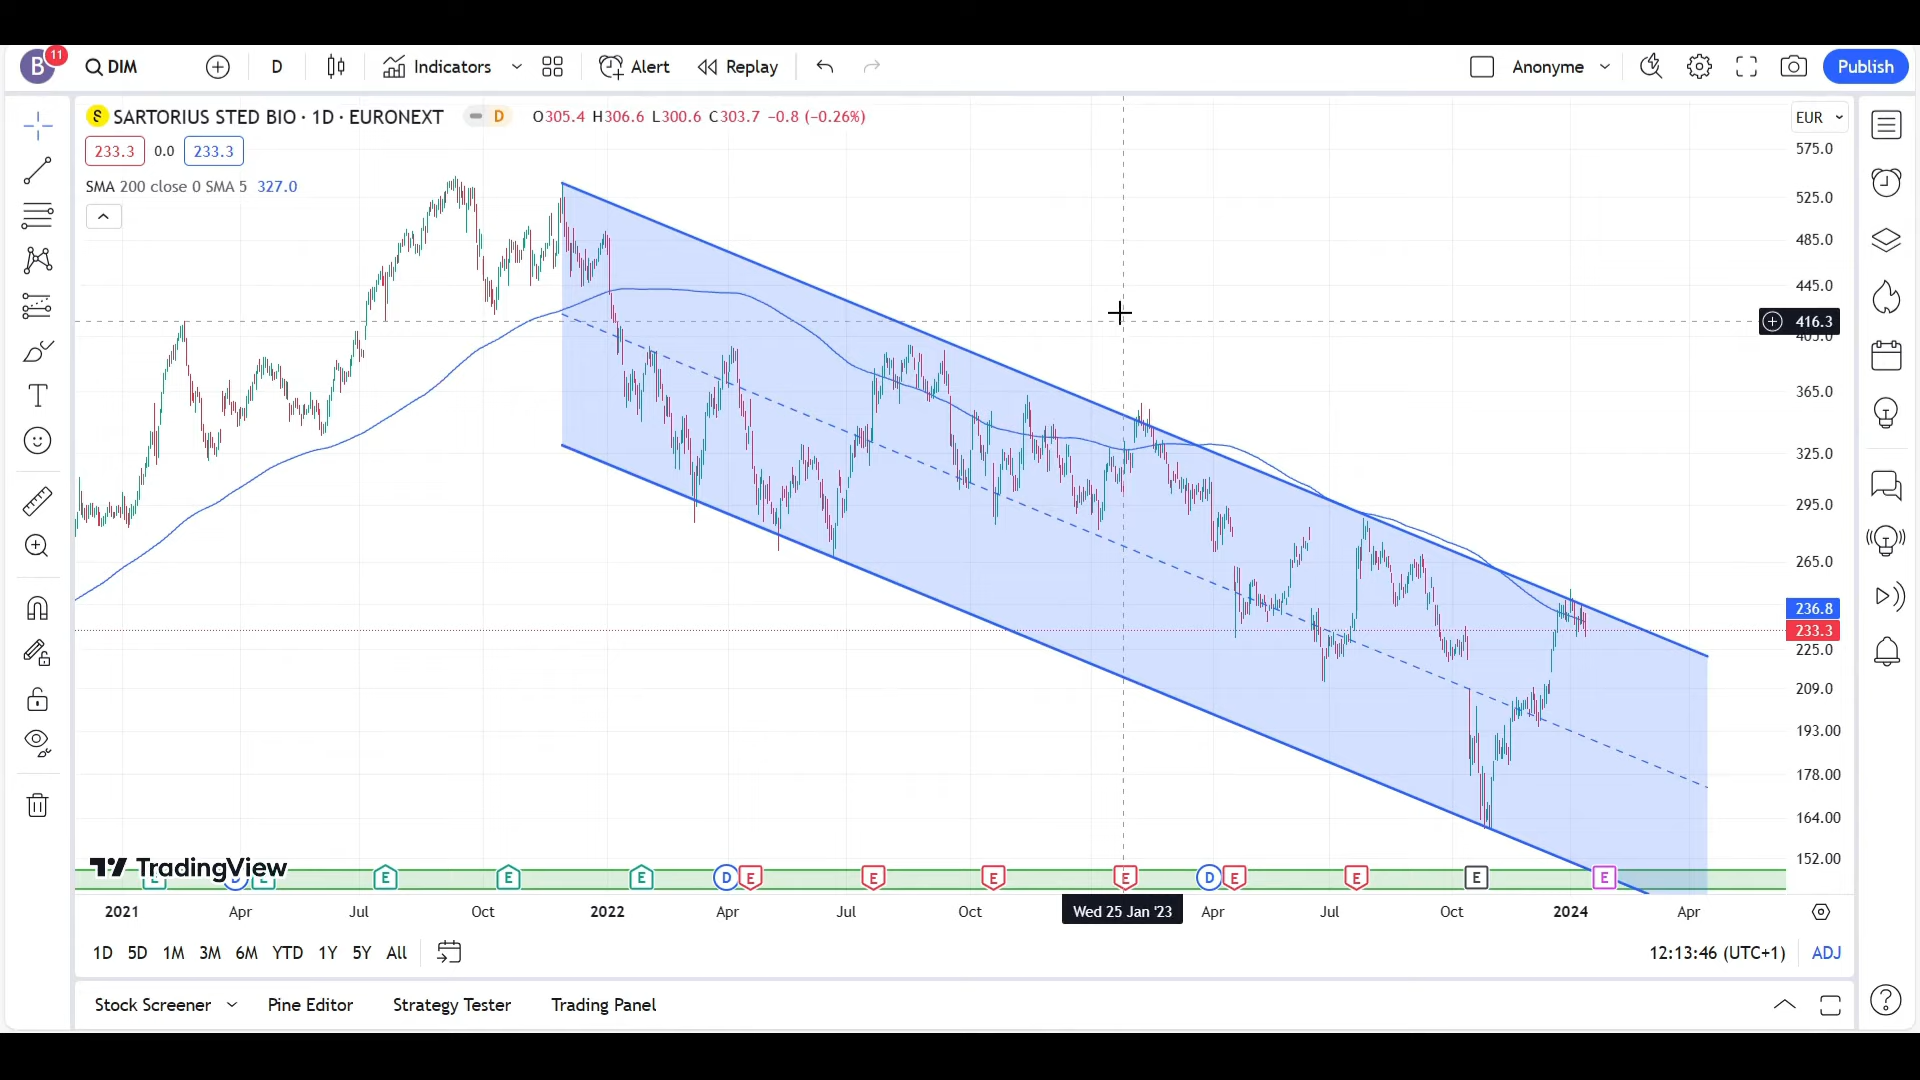 B 11 DIM D Indicators Alert Replay Anonyme Publish
S SARTORIUS STED BIO · 1D · EURONEXT D O305.4 H306.6 L300.6 C303.7 −0.8 (−0.26%) EUR
233.3 0.0 233.3
SMA 200 close 0 SMA 5 327.0
575.0
525.0
485.0
445.0
416.3
405.0
365.0
325.0
295.0
265.0
236.8
233.3
225.0
209.0
193.00
178.00
164.00
152.00
TradingView
E D E E E E D E E E E D E E E E
2021 Apr Jul Oct 2022 Apr Jul Oct Wed 25 Jan '23 Apr Jul Oct 2024 Apr
1D 5D 1M 3M 6M YTD 1Y 5Y All 12:13:46 (UTC+1) ADJ
Stock Screener Pine Editor Strategy Tester Trading Panel